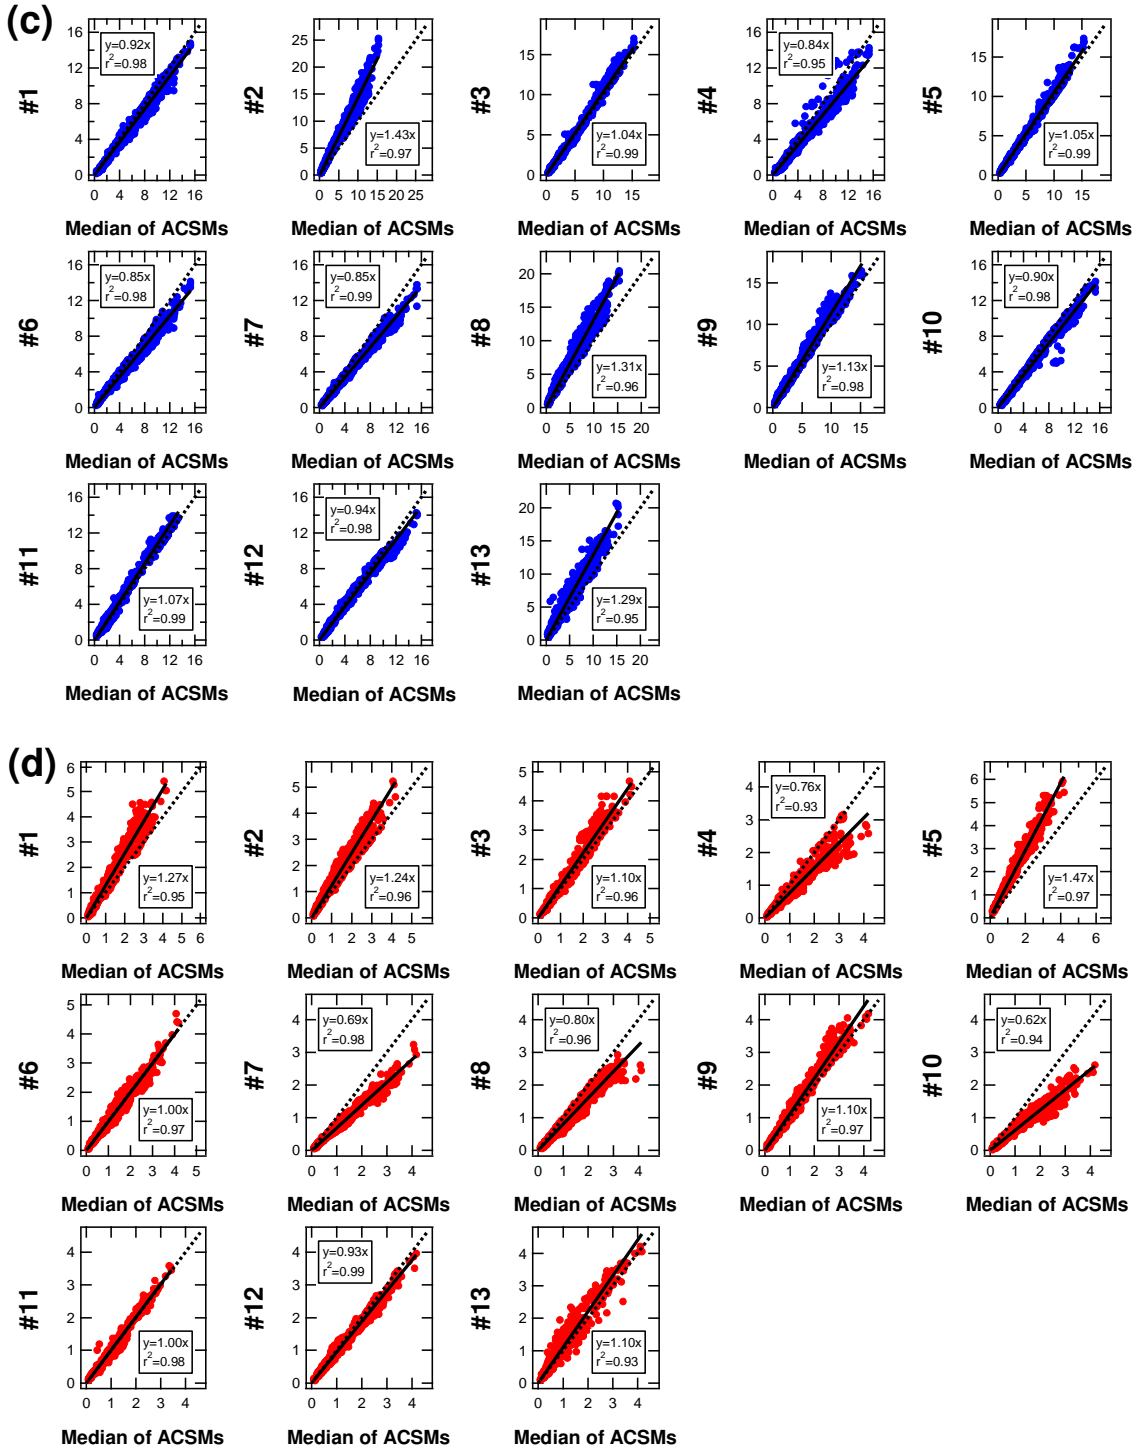 (c)
#1
16
12
8
4
0
y=0.92x
r2=0.98
0 4 8 12 16
Median of ACSMs
#2
25
20
15
10
5
0
y=1.43x
r2=0.97
0 5 10 15 20 25
Median of ACSMs
#3
15
10
5
0
y=1.04x
r2=0.99
0 5 10 15
Median of ACSMs
#4
16
12
8
4
0
y=0.84x
r2=0.95
0 4 8 12 16
Median of ACSMs
#5
15
10
5
0
y=1.05x
r2=0.99
0 5 10 15
Median of ACSMs
#6
16
12
8
4
0
y=0.85x
r2=0.98
0 4 8 12 16
Median of ACSMs
#7
16
12
8
4
0
y=0.85x
r2=0.99
0 4 8 12 16
Median of ACSMs
#8
20
15
10
5
0
y=1.31x
r2=0.96
0 5 10 15 20
Median of ACSMs
#9
15
10
5
0
y=1.13x
r2=0.98
0 5 10 15
Median of ACSMs
#10
16
12
8
4
0
y=0.90x
r2=0.98
0 4 8 12 16
Median of ACSMs
#11
16
12
8
4
0
y=1.07x
r2=0.99
0 4 8 12 16
Median of ACSMs
#12
16
12
8
4
0
y=0.94x
r2=0.98
0 4 8 12 16
Median of ACSMs
#13
20
15
10
5
0
y=1.29x
r2=0.95
0 5 10 15 20
Median of ACSMs
(d)
#1
6
5
4
3
2
1
0
y=1.27x
r2=0.95
0 1 2 3 4 5 6
Median of ACSMs
#2
5
4
3
2
1
0
y=1.24x
r2=0.96
0 1 2 3 4 5
Median of ACSMs
#3
5
4
3
2
1
0
y=1.10x
r2=0.96
0 1 2 3 4 5
Median of ACSMs
#4
4
3
2
1
0
y=0.76x
r2=0.93
0 1 2 3 4
Median of ACSMs
#5
6
5
4
3
2
1
0
y=1.47x
r2=0.97
0 2 4 6
Median of ACSMs
#6
5
4
3
2
1
0
y=1.00x
r2=0.97
0 1 2 3 4 5
Median of ACSMs
#7
4
3
2
1
0
y=0.69x
r2=0.98
0 1 2 3 4
Median of ACSMs
#8
4
3
2
1
0
y=0.80x
r2=0.96
0 1 2 3 4
Median of ACSMs
#9
4
3
2
1
0
y=1.10x
r2=0.97
0 1 2 3 4
Median of ACSMs
#10
4
3
2
1
0
y=0.62x
r2=0.94
0 1 2 3 4
Median of ACSMs
#11
4
3
2
1
0
y=1.00x
r2=0.98
0 1 2 3 4
Median of ACSMs
#12
4
3
2
1
0
y=0.93x
r2=0.99
0 1 2 3 4
Median of ACSMs
#13
4
3
2
1
0
y=1.10x
r2=0.93
0 1 2 3 4
Median of ACSMs